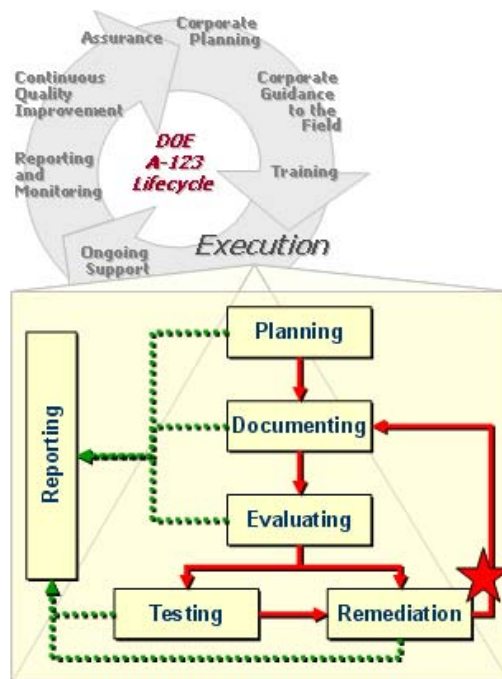 Assurance
Corporate
Planning
Continuous
Quality
Improvement
Corporate
Guidance
to the
Field
DOE
A-123
Lifecycle
Reporting
and
Monitoring
Training
Ongoing
Support
Execution
Planning
Reporting
Documenting
Evaluating
Testing
Remediation